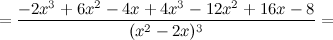 = \frac{-2x^3 + 6x^2 - 4x + 4x^3 - 12x^2 + 16x - 8}{(x^2 - 2x)^3} =